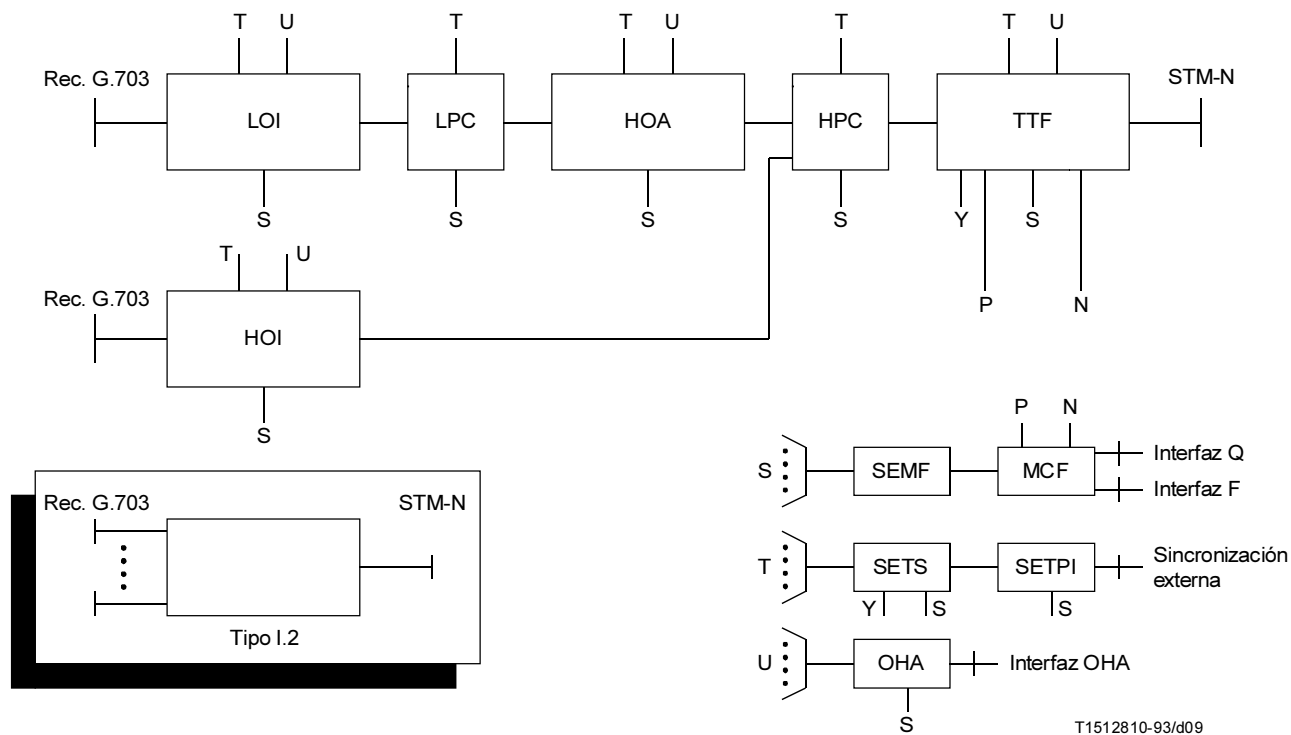 T U T T U T T U
Rec. G.703 STM-N
LOI LPC HOA HPC TTF
S S S S Y S
T U
P N
Rec. G.703
HOI
S
P N
S SEMF MCF Interfaz Q
Interfaz F
Rec. G.703 STM-N
T SETS SETPI Sincronización
externa
Y S S
Tipo I.2
U OHA Interfaz OHA
S
T1512810-93/d09